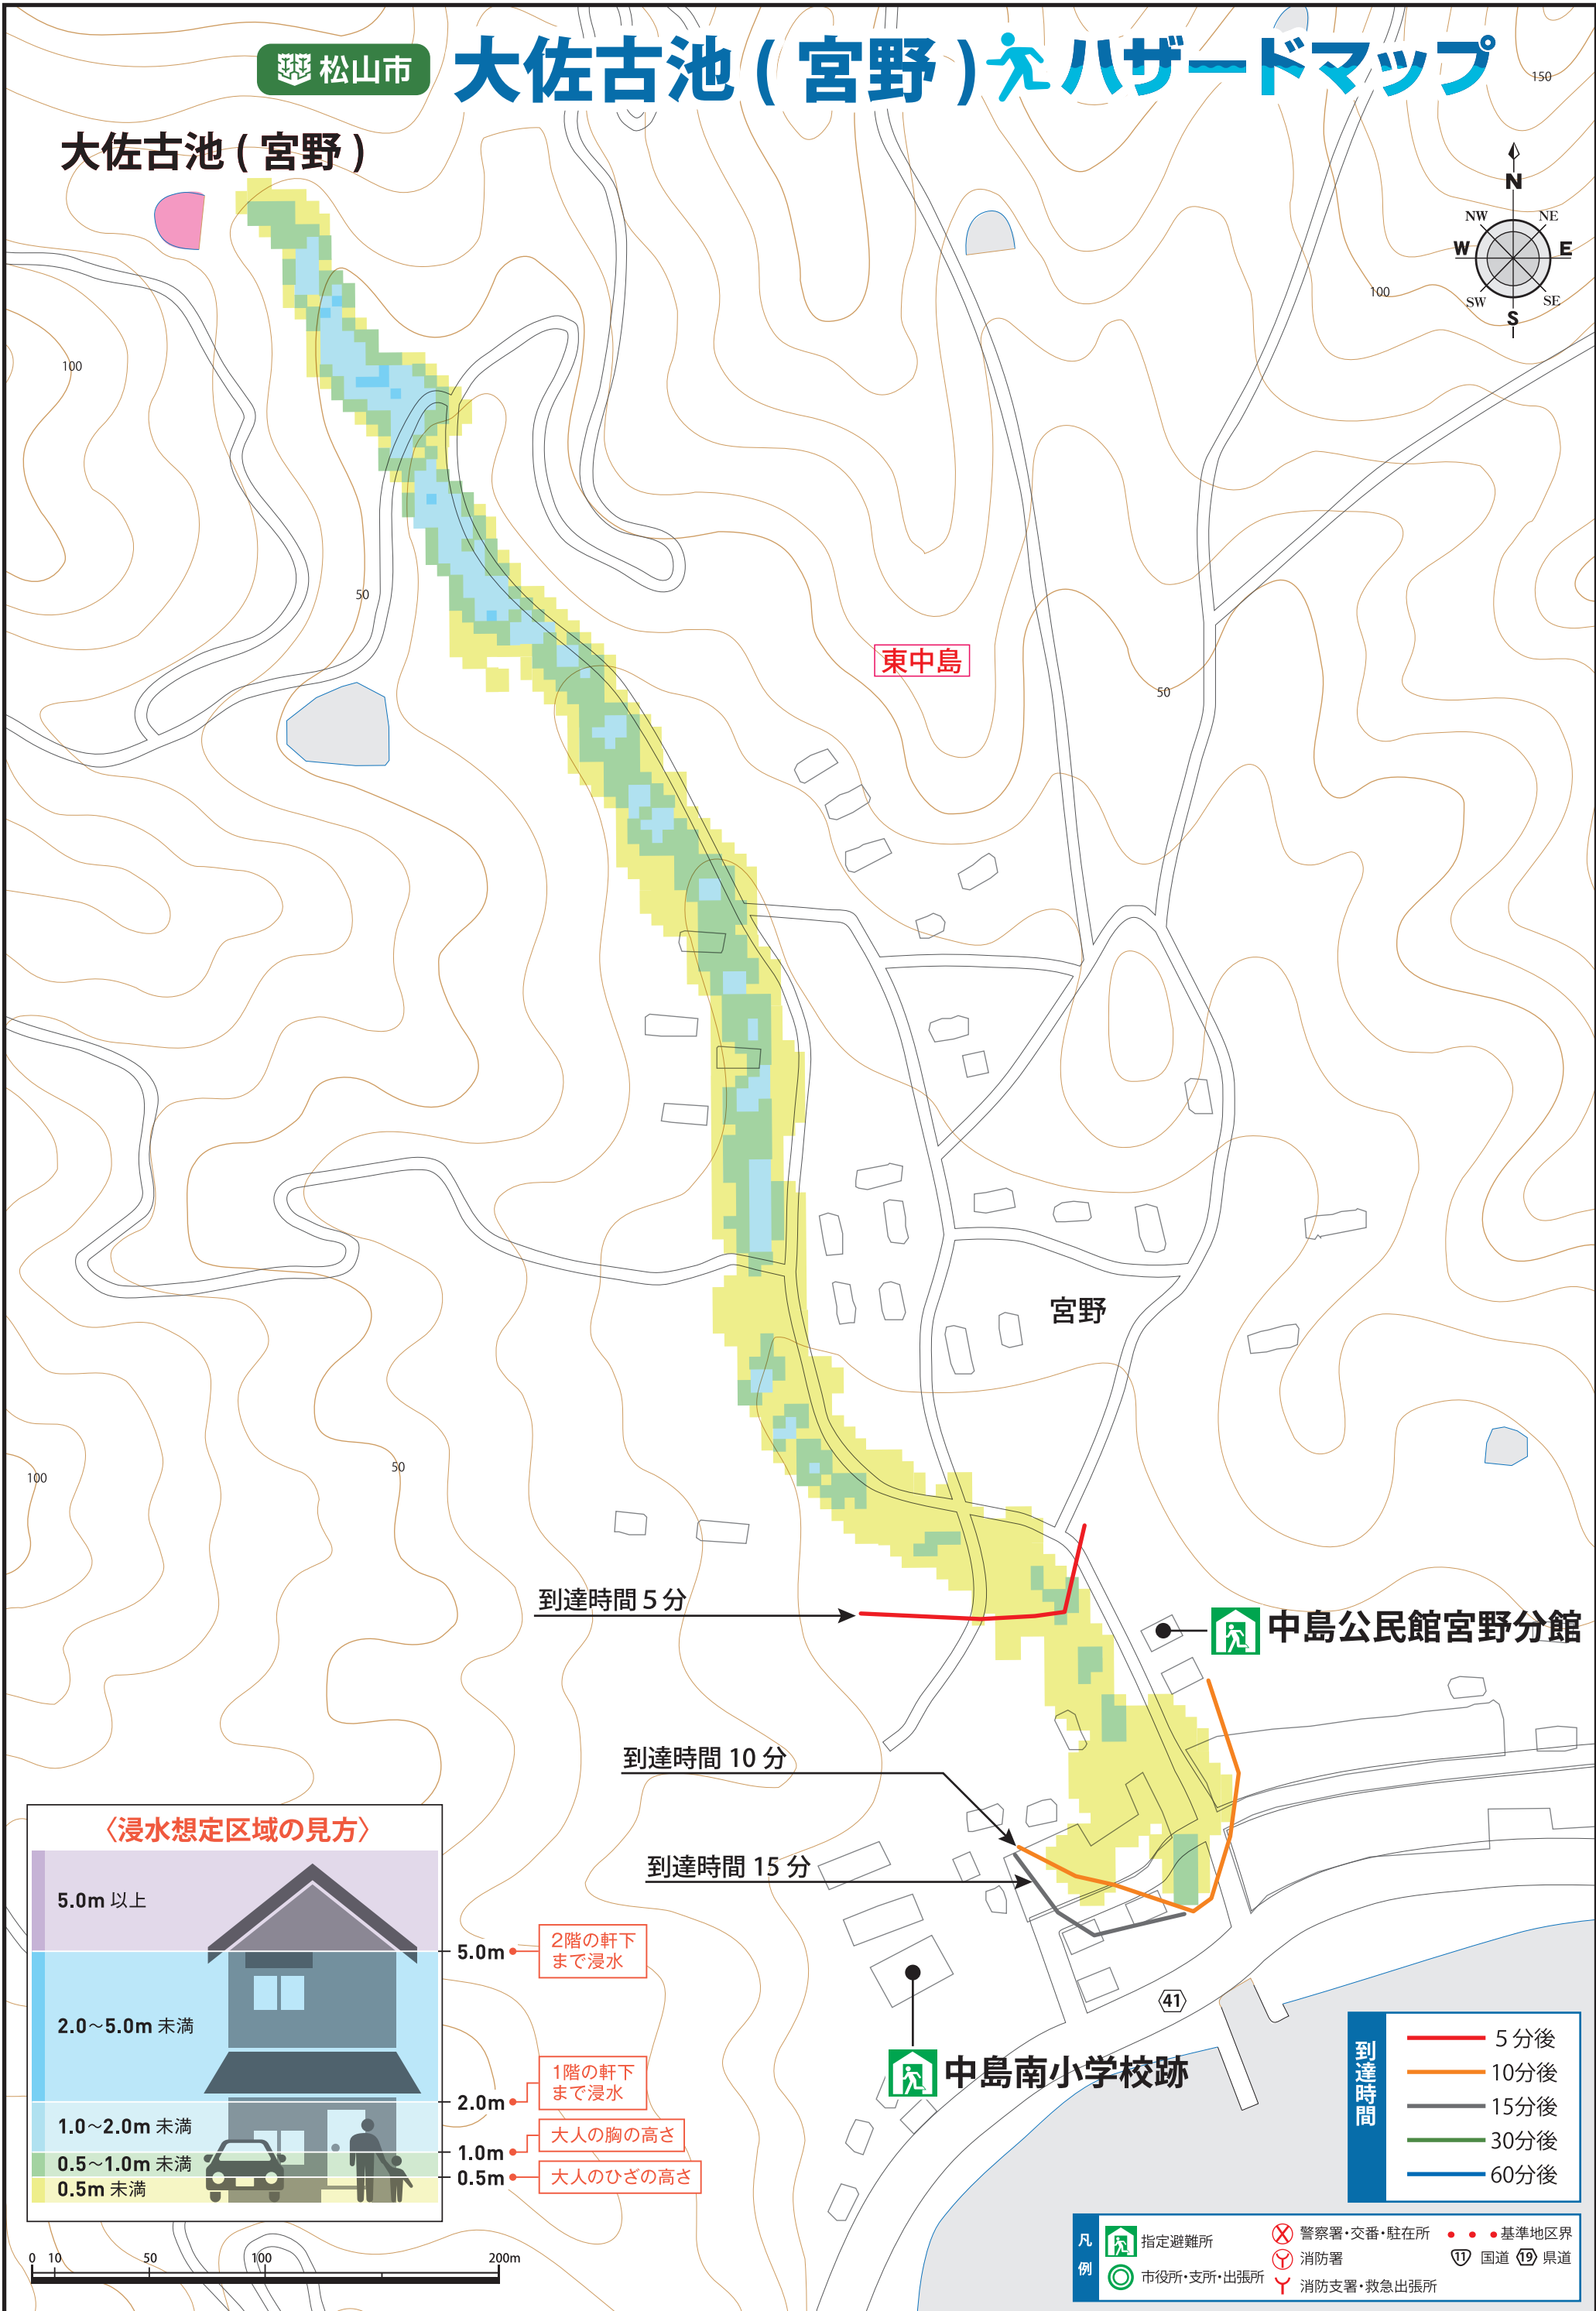 松山市
大佐古池(宮野)ハザードマップ
大佐古池(宮野)
150
N
NW
NE
W
E
SW
SE
S
100
100
50
東中島
50
宮野
50
100
到達時間5分
中島公民館宮野分館
到達時間10分
到達時間15分
41
中島南小学校跡
〈浸水想定区域の見方〉
5.0m 以上
5.0m
2階の軒下
まで浸水
2.0～5.0m 未満
2.0m
1階の軒下
まで浸水
1.0～2.0m 未満
1.0m
大人の胸の高さ
0.5～1.0m 未満
0.5m
大人のひざの高さ
0.5m 未満
0 10 50 100 200m
到達時間
5分後
10分後
15分後
30分後
60分後
凡例
指定避難所
市役所・支所・出張所
警察署・交番・駐在所
消防署
消防支署・救急出張所
基準地区界
11 国道 19 県道